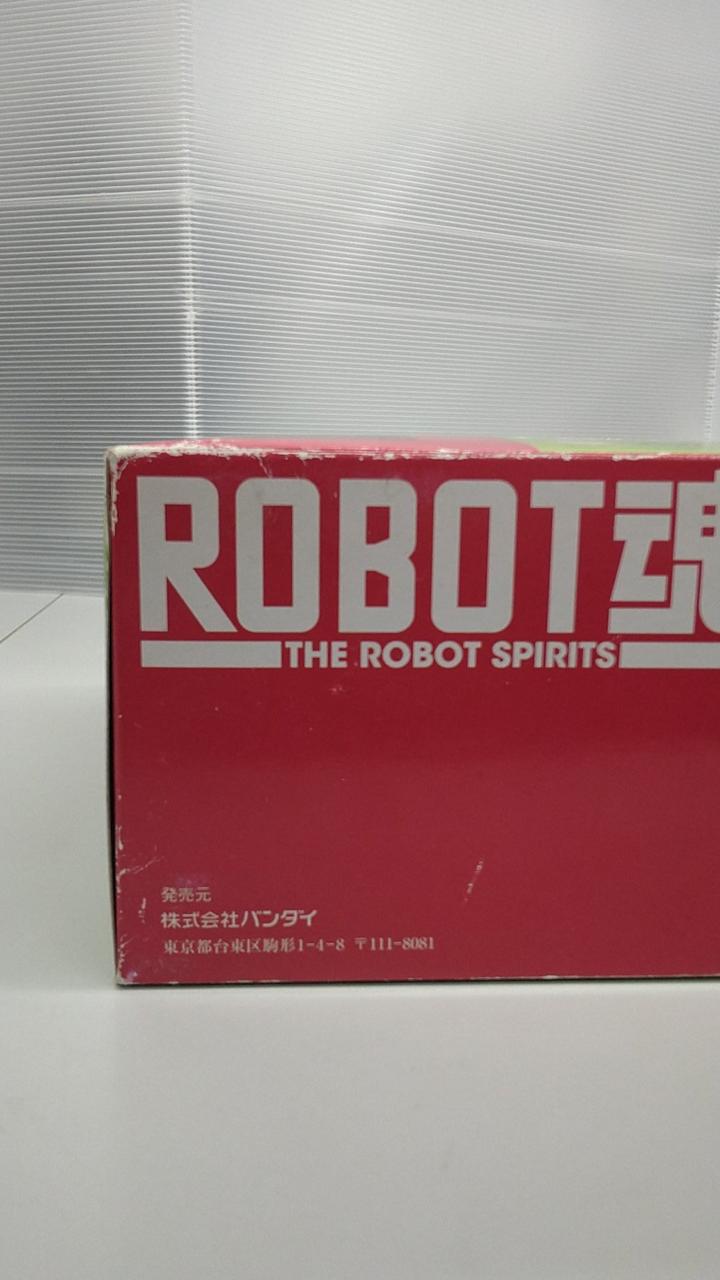 ROBOT魂
THE ROBOT SPIRITS
発売元
株式会社バンダイ
東京都台東区駒形1-4-8 〒111-8081